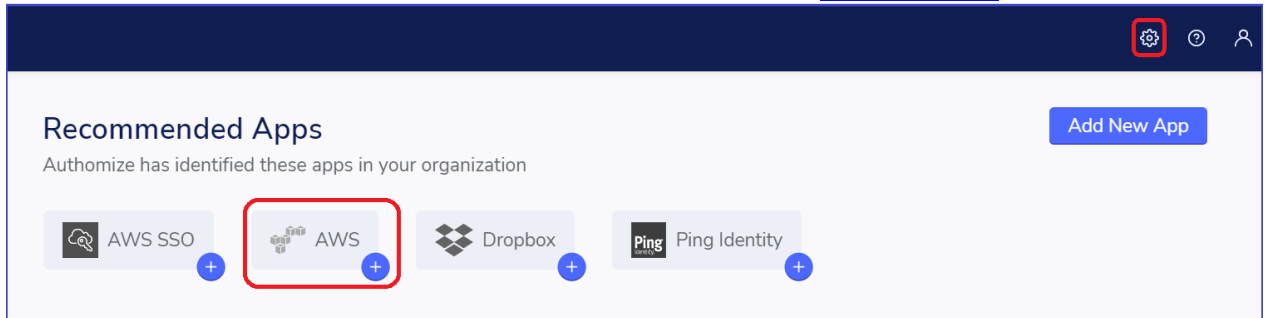 Recommended Apps
Add New App
Authomize has identified these apps in your organization
AWS SSO
AWS
Dropbox
Ping
Identity
Ping Identity